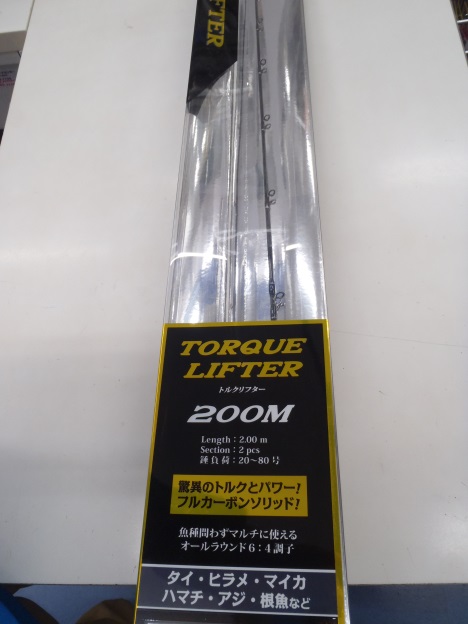 IFTER
TORQUE
LIFTER
トルクリフター
200M
Length：2.00 m
Section：2 pcs
錘負荷：20〜80 号
驚異のトルクとパワー!
フルカーボンソリッド!
魚種問わずマルチに使える
オールラウンド6：4調子
タイ・ヒラメ・マイカ
ハマチ・アジ・根魚など